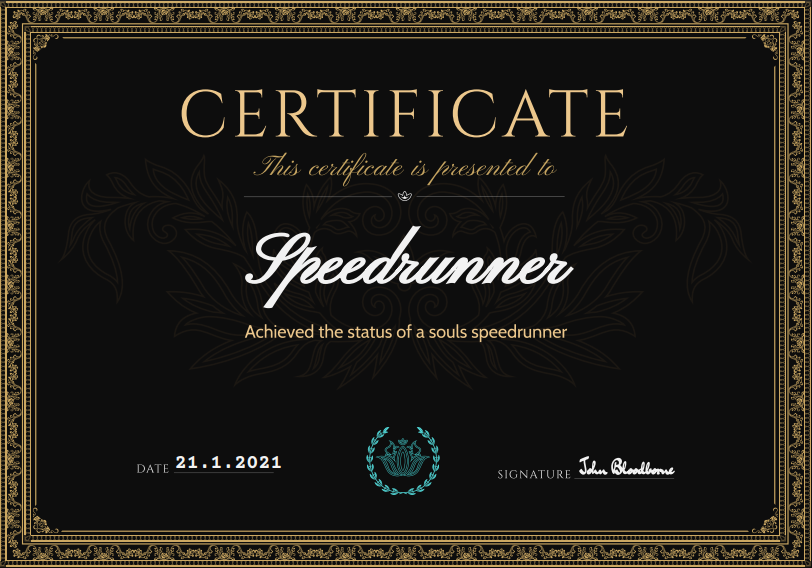 CERTIFICATE
This certificate is presented to
Speedrunner
Achieved the status of a souls speedrunner
DATE 21.1.2021
SIGNATURE John Bloodborne